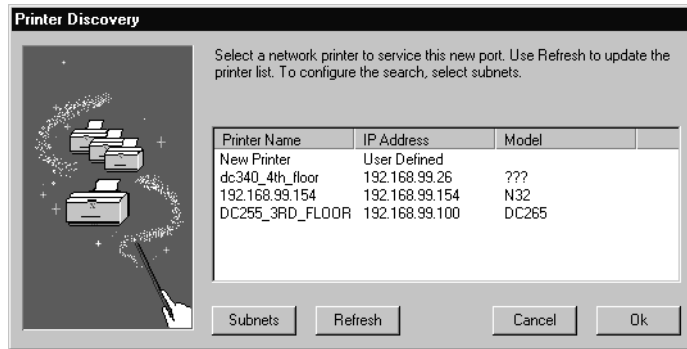 Printer Discovery
Select a network printer to service this new port. Use Refresh to update the
printer list. To configure the search, select subnets.
Printer Name IP Address Model
New Printer User Defined
dc340_4th_floor 192.168.99.26 ???
192.168.99.154 192.168.99.154 N32
DC255_3RD_FLOOR 192.168.99.100 DC265
Subnets Refresh Cancel Ok